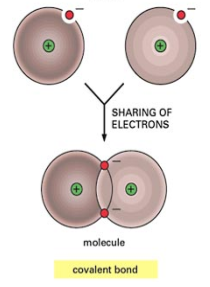 −
−
+
+
SHARING OF
ELECTRONS
−
+
+
−
molecule
covalent bond